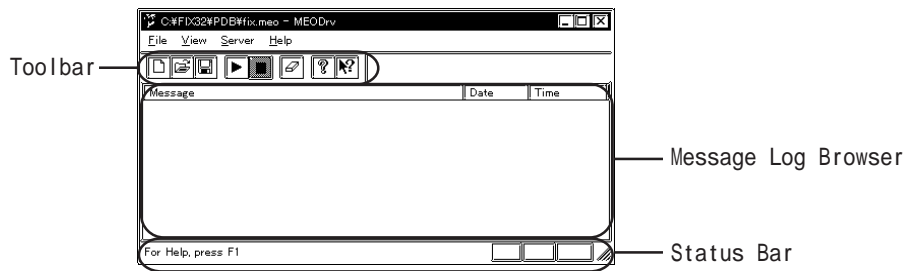 C:¥FIX32¥PDB¥fix.meo - MEODrv
File View Server Help
Toolbar
Message Date Time
Message Log Browser
For Help, press F1
Status Bar